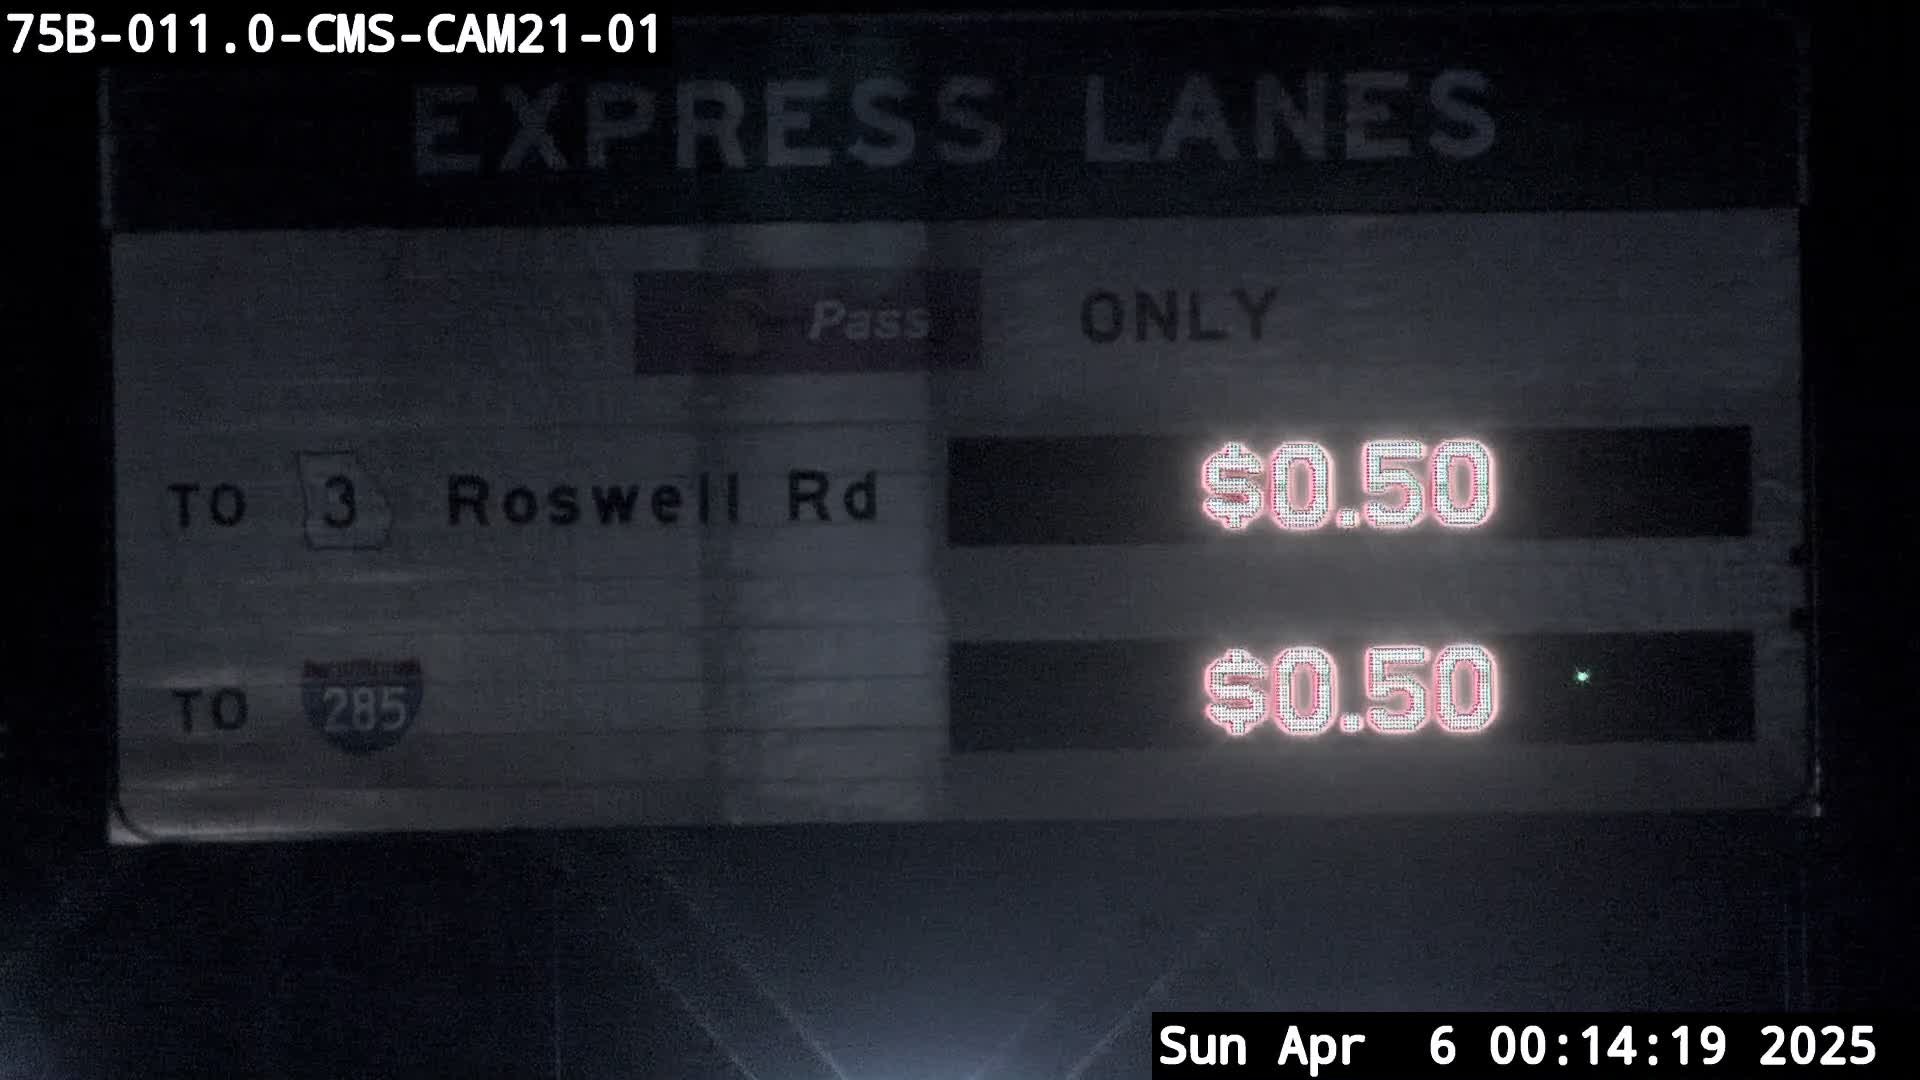 75B-011.0-CMS-CAM21-01
EXPRESS LANES
Pass ONLY
TO 3 Roswell Rd $0.50
TO 285 $0.50
Sun Apr 6 00:14:19 2025